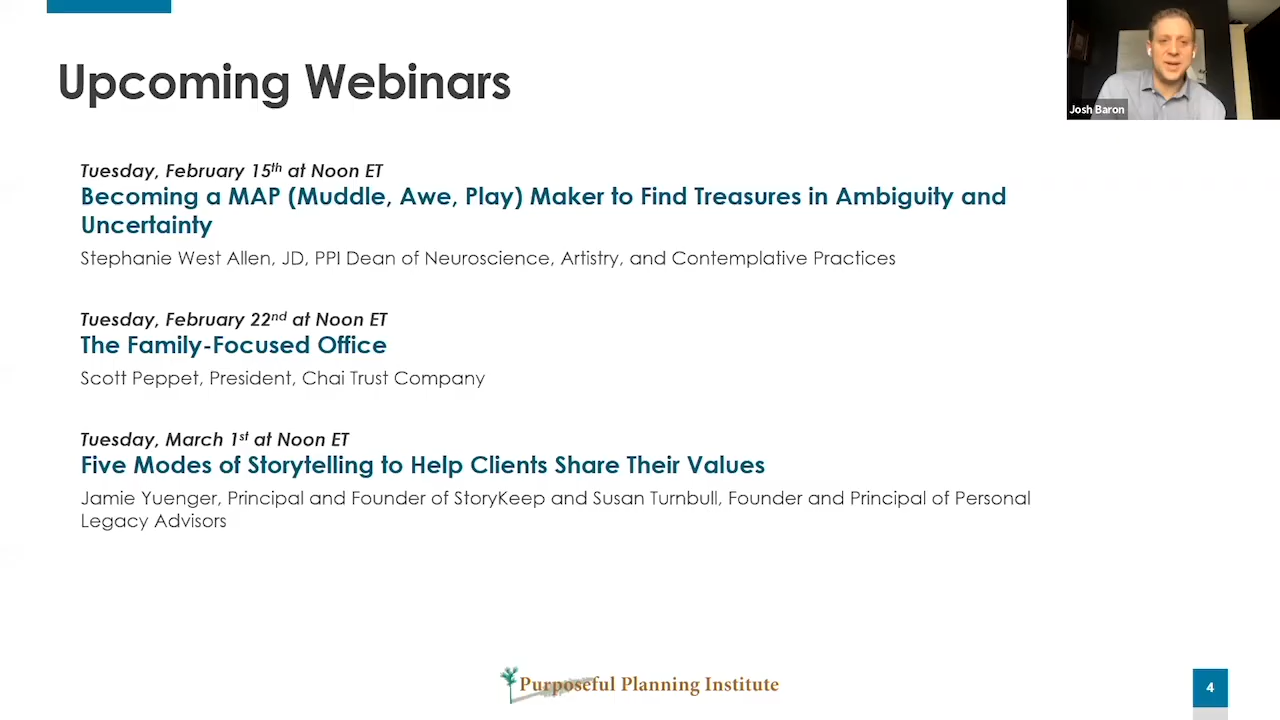 Upcoming Webinars
Josh Baron
Tuesday, February 15th at Noon ET
Becoming a MAP (Muddle, Awe, Play) Maker to Find Treasures in Ambiguity and
Uncertainty
Stephanie West Allen, JD, PPI Dean of Neuroscience, Artistry, and Contemplative Practices
Tuesday, February 22nd at Noon ET
The Family-Focused Office
Scott Peppet, President, Chai Trust Company
Tuesday, March 1st at Noon ET
Five Modes of Storytelling to Help Clients Share Their Values
Jamie Yuenger, Principal and Founder of StoryKeep and Susan Turnbull, Founder and Principal of Personal
Legacy Advisors
Purposeful Planning Institute
4